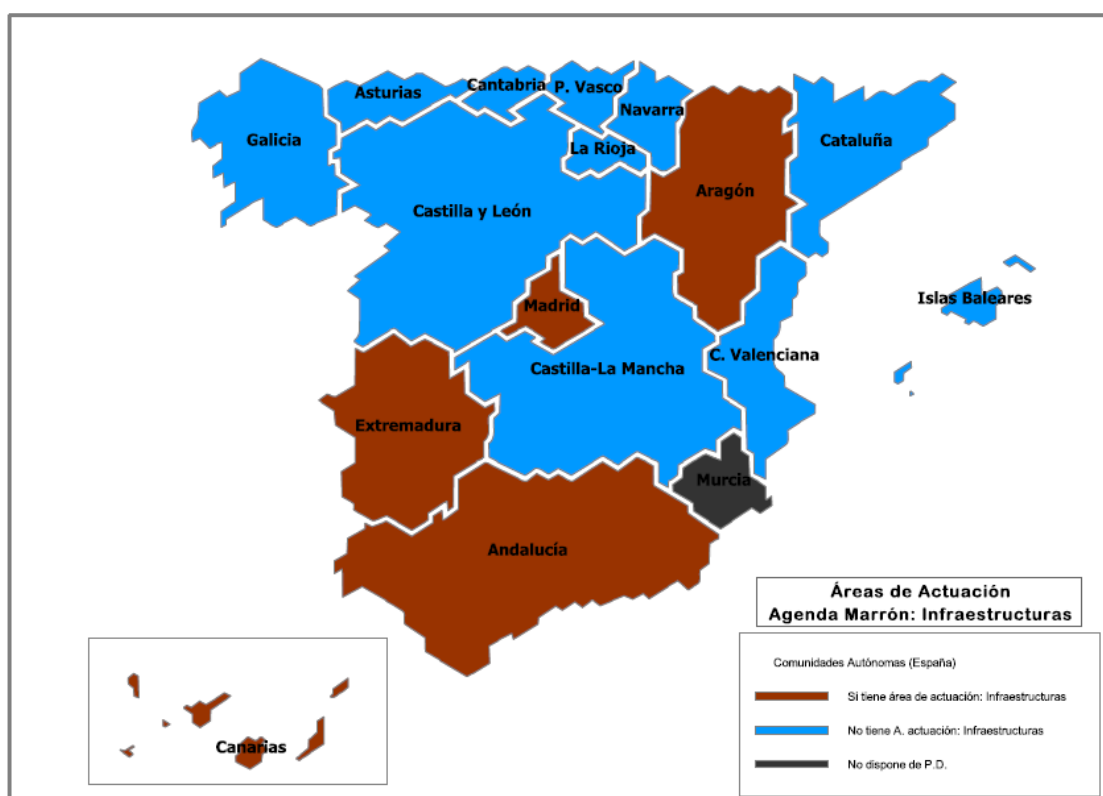 Asturias
Cantabria
P. Vasco
Navarra
Galicia
La Rioja
Cataluña
Aragón
Castilla y León
Madrid
Islas Baleares
Castilla-La Mancha
C. Valenciana
Extremadura
Murcia
Andalucía
Canarias
Áreas de Actuación
Agenda Marrón: Infraestructuras
Comunidades Autónomas (España)
Si tiene área de actuación: Infraestructuras
No tiene A. actuación: Infraestructuras
No dispone de P.D.